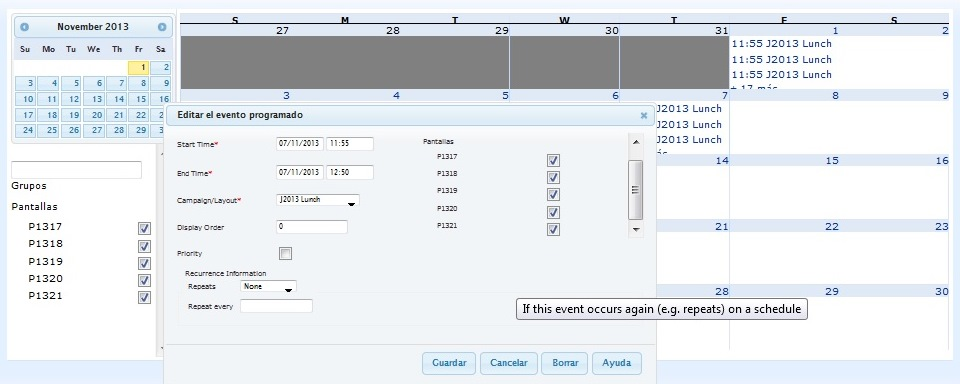 November 2013
Su Mo Tu We Th Fr Sa
1 2
3 4 5 6 7 8 9
10 11 12 13 14 15 16
17 18 19 20 21 22 23
24 25 26 27 28 29
Grupos
Pantallas
P1317
P1318
P1319
P1320
P1321
S M T W T F S
27 28 29 30 31 1 2
11:55 J2013 Lunch
11:55 J2013 Lunch
11:55 J2013 Lunch
+ 17 más
3 4 5 6 7 8 9
J2013 Lunch
J2013 Lunch
J2013 Lunch
14 15 16
21 22 23
28 29 30
Editar el evento programado
Start Time* 07/11/2013 11:55
End Time* 07/11/2013 12:50
Campaign/Layout* J2013 Lunch
Display Order 0
Priority
Recurrence Information
Repeats None
Repeat every
Pantallas
P1317
P1318
P1319
P1320
P1321
If this event occurs again (e.g. repeats) on a schedule
Guardar Cancelar Borrar Ayuda